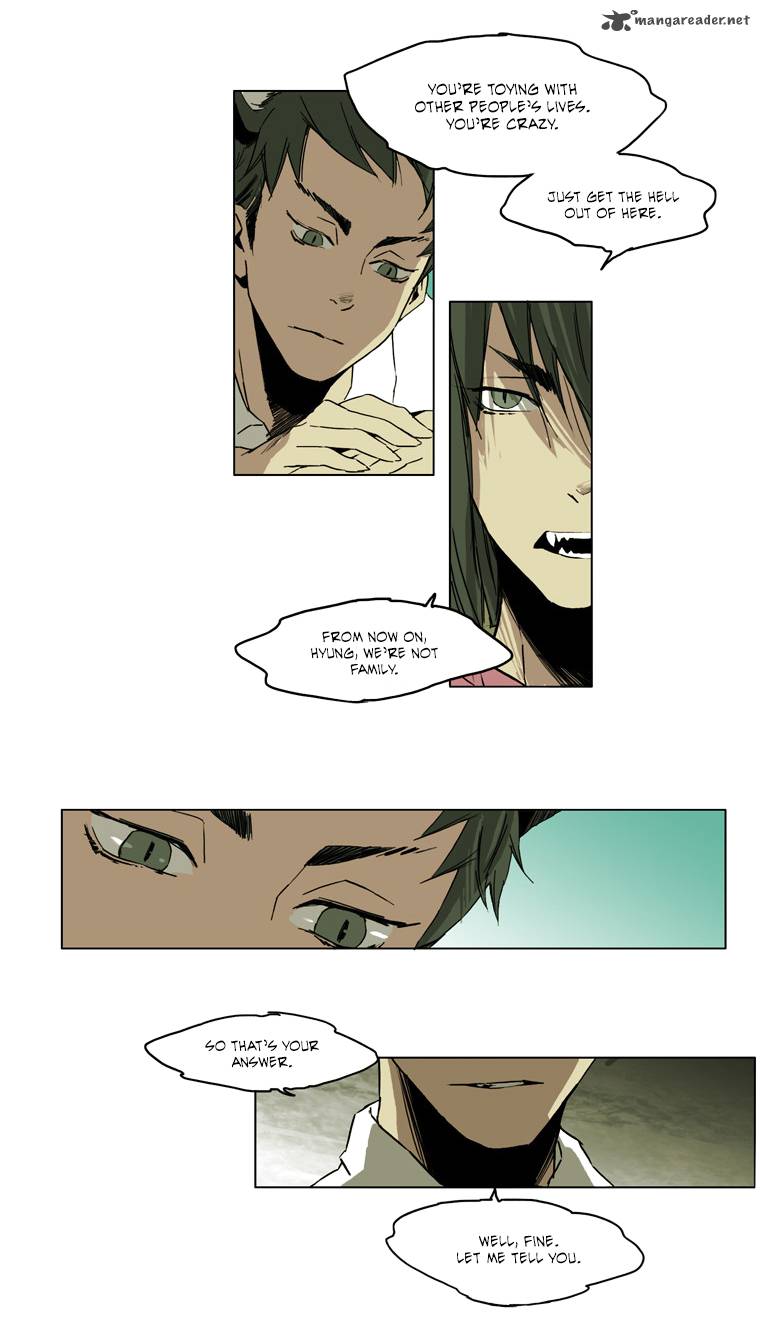 mangareader.net
YOU'RE TOYING WITH
OTHER PEOPLE'S LIVES.
YOU'RE CRAZY.
JUST GET THE HELL
OUT OF HERE.
FROM NOW ON,
HYUNG, WE'RE NOT
FAMILY.
SO THAT'S YOUR
ANSWER.
WELL, FINE.
LET ME TELL YOU.